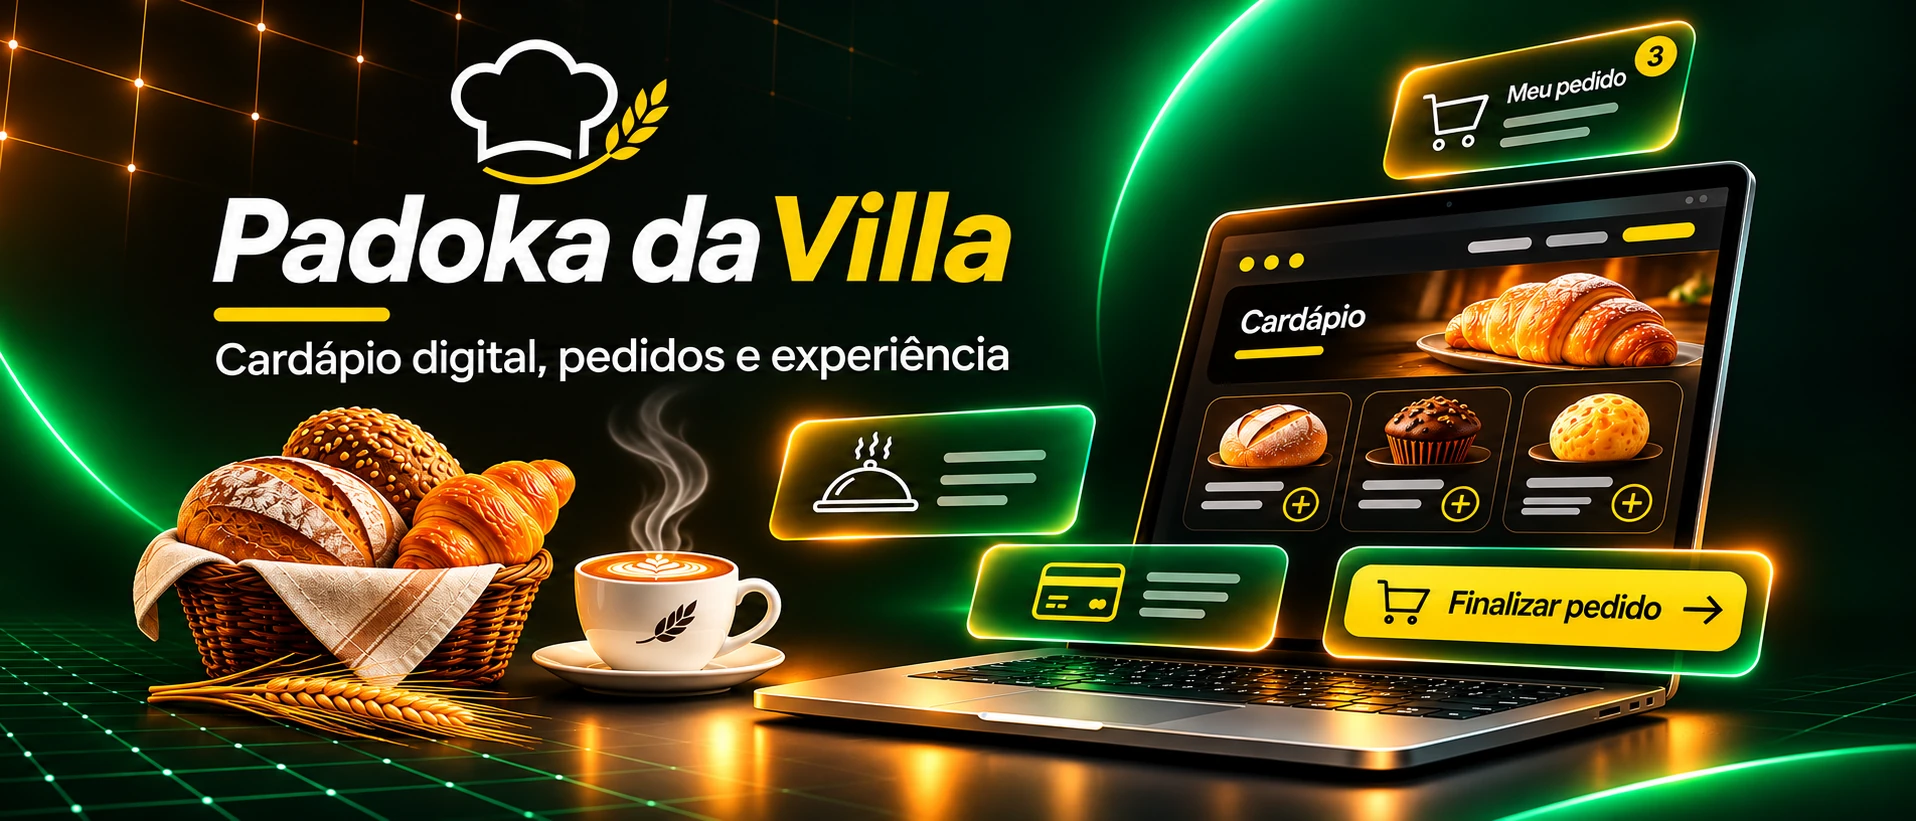 Padoka da Villa
Cardápio digital, pedidos e experiência
Meu pedido
3
Cardápio
Finalizar pedido